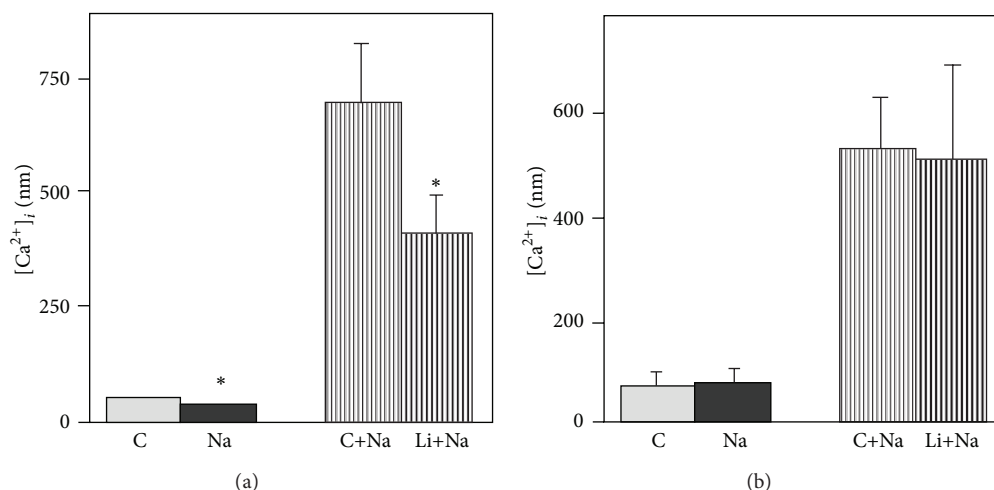 [Ca²⁺]ᵢ (nm)
750
500
250
0
*
*
C
Na
C+Na
Li+Na
(a)
[Ca²⁺]ᵢ (nm)
600
400
200
0
C
Na
C+Na
Li+Na
(b)